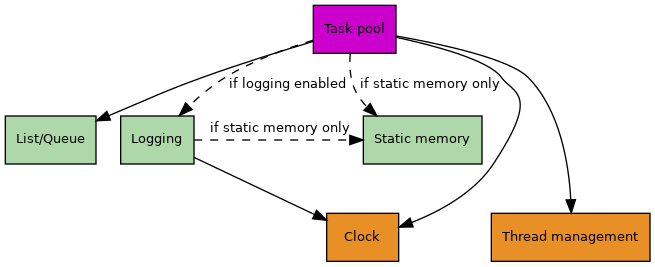 Task pool
if logging enabled
if static memory only
List/Queue
Logging
if static memory only
Static memory
Clock
Thread management